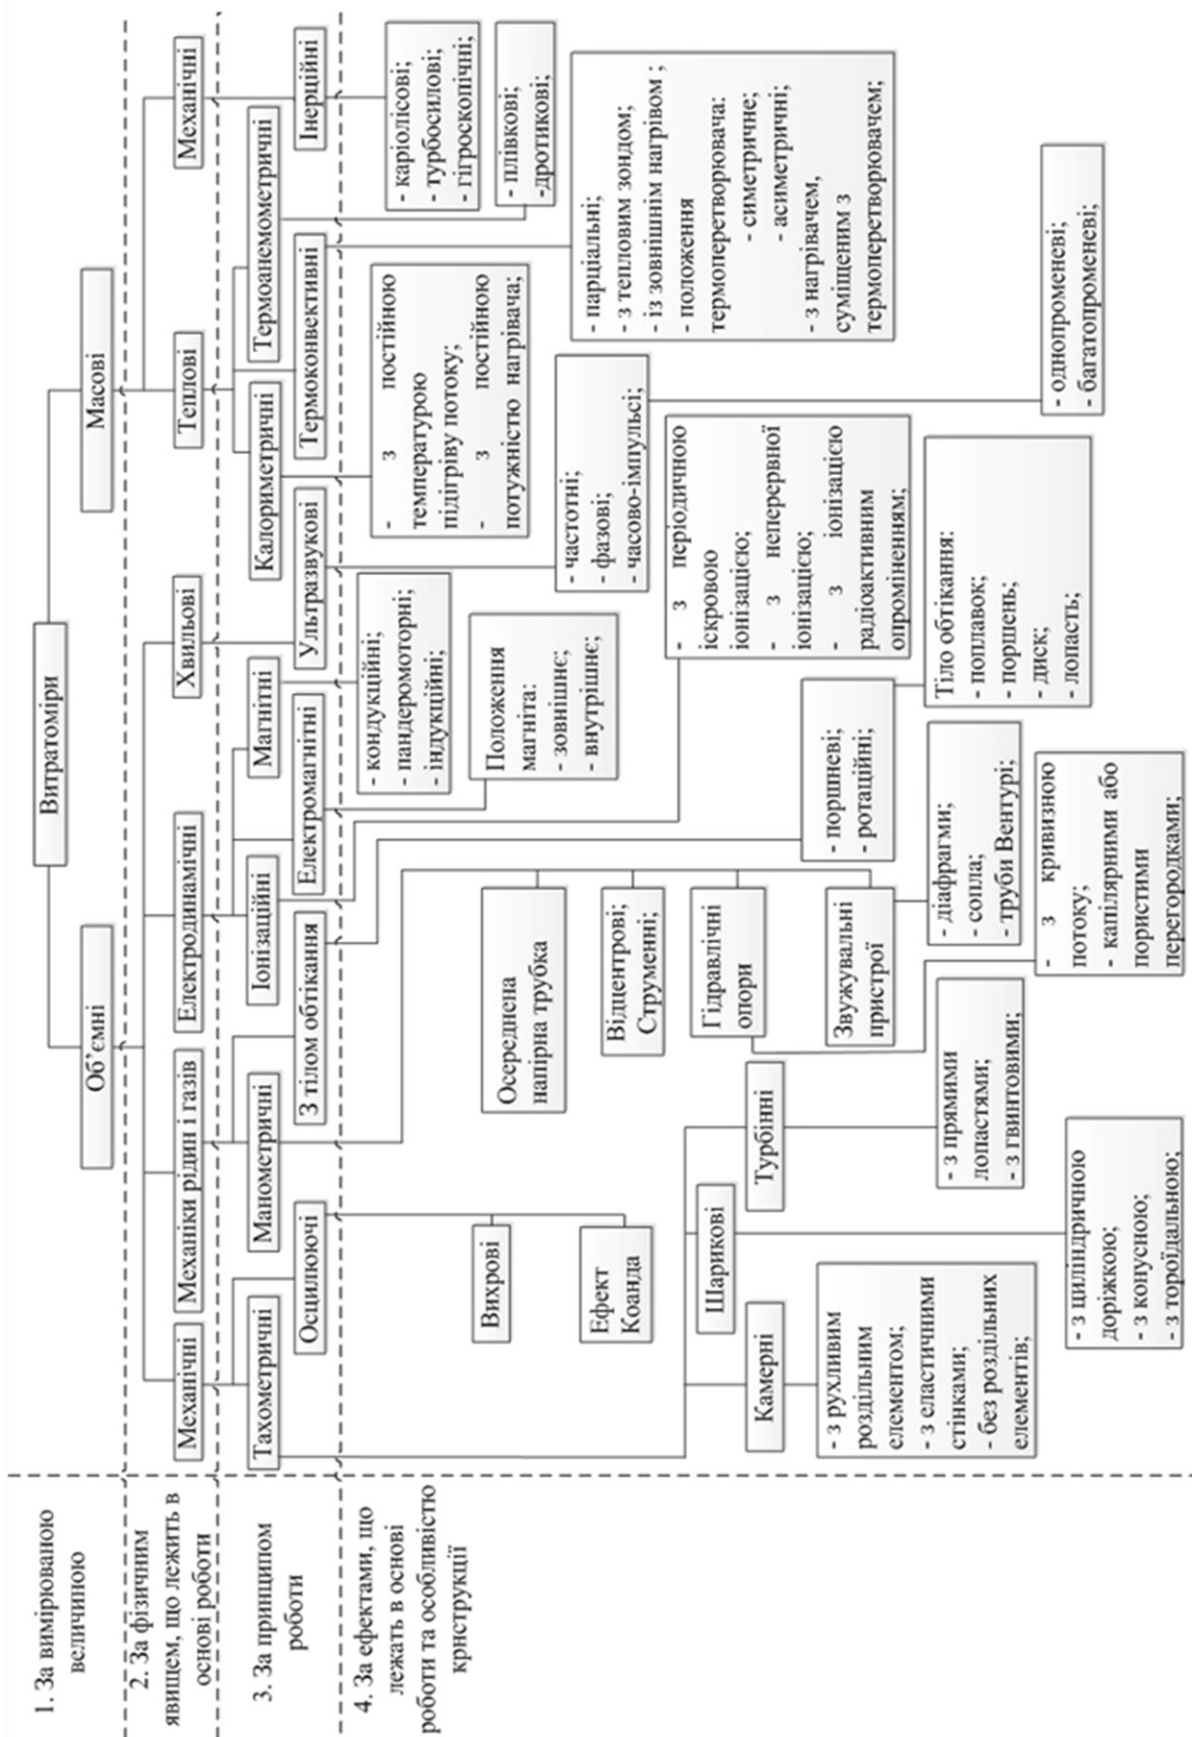 1. За вимірюваною
величиною
2. За фізичним
явищем, що лежить в
основі роботи
3. За принципом
роботи
4. За ефектами, що
лежать в основі
роботи та особливістю
крнструкції
Витратоміри
Об’ємні
Масові
Механічні
Механіки рідин і газів
Електродинамічні
Хвильові
Теплові
Механічні
Тахометричні
Осцилюючі
Манометричні
З тілом обтікання
Іонізаційні
Електромагнітні
Магнітні
Ультразвукові
Калориметричні
Термоконвективні
Термоанемометричні
Інерційні
- каріолісові;
- турбосилові;
- гігроскопічні;
- плівкові;
-дротикові;
- парціальні;
- з тепловим зондом;
- із зовнішнім нагрівом ;
- положення
термоперетворювача:
- симетричне;
- асиметричні;
- з нагрівачем,
суміщеним з
термоперетворювачем;
- з постійною
температурою
підігріву потоку;
- з постійною
потужністю нагрівача;
- частотні;
- фазові;
- часово-імпульсі;
- однопроменеві;
- багатопроменеві;
- кондукційні;
- пандеромоторні;
- індукційні;
Положення
магніта:
- зовнішнє;
- внутрішнє;
- з періодичною
іскровою
іонізацією;
- з неперервної
іонізацією;
- з іонізацією
радіоактивним
опроміненням;
- поршневі;
- ротаційні;
Тіло обтікання:
- поплавок;
- поршень,
- диск;
- лопасть;
Осереднена
напірна трубка
Відцентрові;
Струменні;
Гідравлічні
опори
Звужувальні
пристрої
- діафрагми;
- сопла;
- труби Вентурі;
- з кривизною
потоку;
- капілярними або
пористими
перегородками;
Вихрові
Ефект
Коанда
Камерні
Шарикові
Турбінні
- з рухливим
роздільним
елементом;
- з еластичними
стінками;
- без роздільних
елементів;
- з циліндричною
доріжкою;
- з конусною;
- з тороїдальною;
- з прямими
лопастями;
- з гвинтовими;